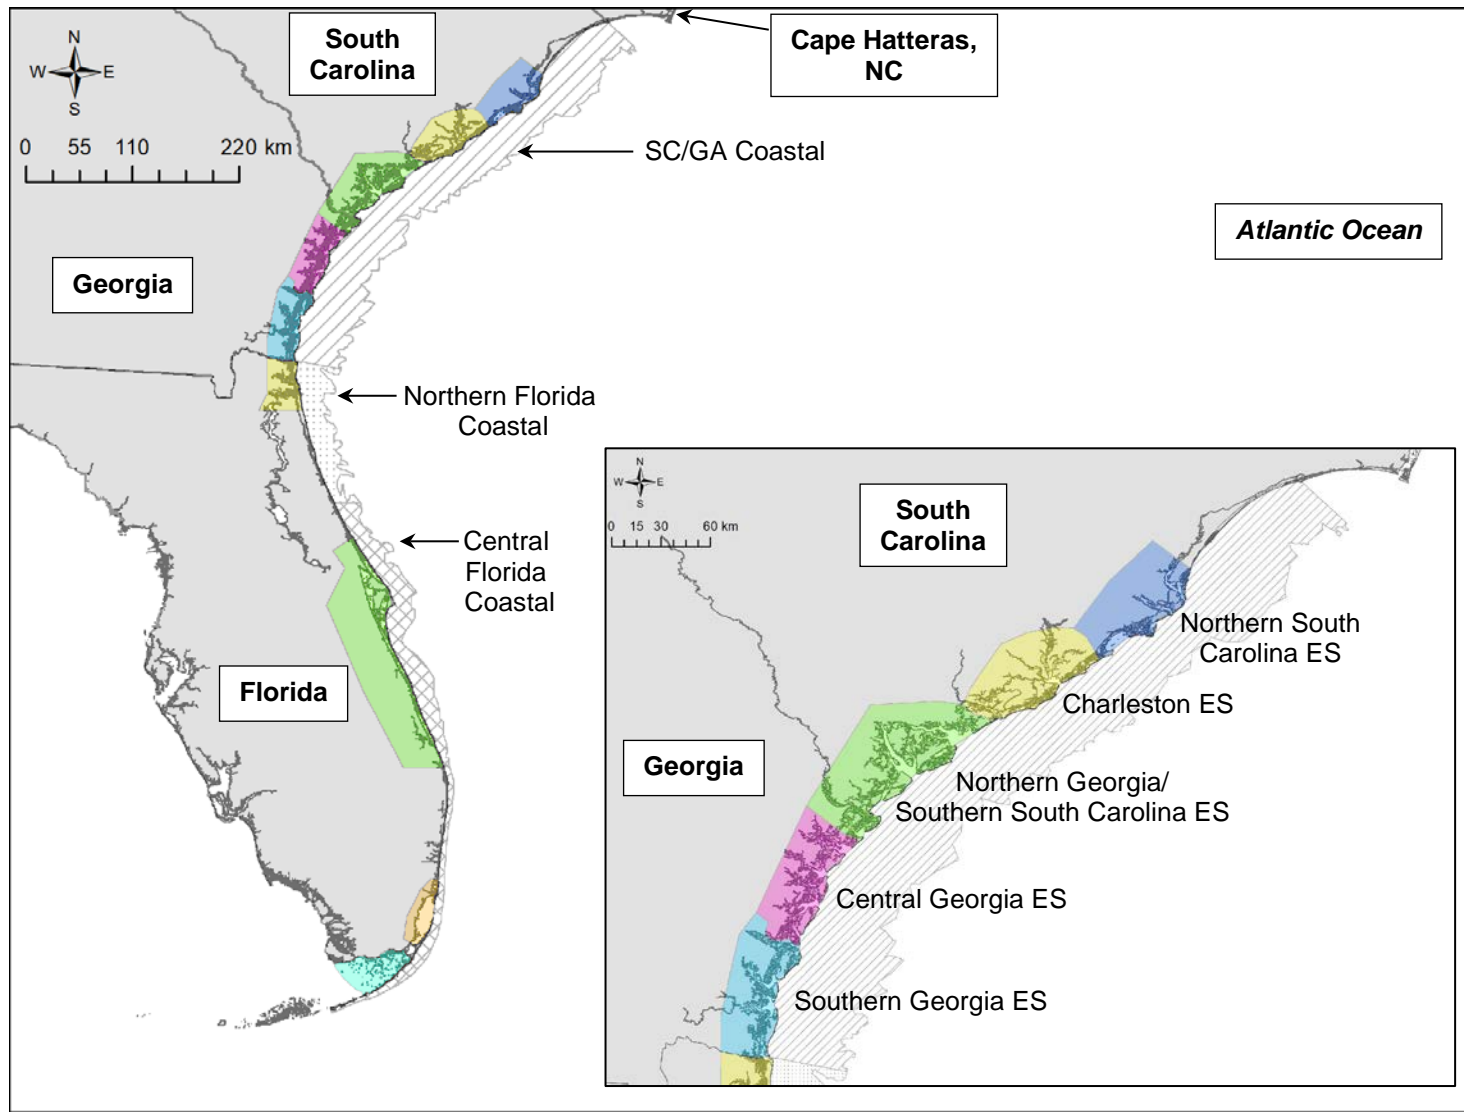 N
W E
S
0 55 110 220 km
South
Carolina
Cape Hatteras,
NC
SC/GA Coastal
Atlantic Ocean
Georgia
Northern Florida
Coastal
Central
Florida
Coastal
Florida
N
W E
S
0 15 30 60 km
South
Carolina
Northern South
Carolina ES
Charleston ES
Georgia
Northern Georgia/
Southern South Carolina ES
Central Georgia ES
Southern Georgia ES